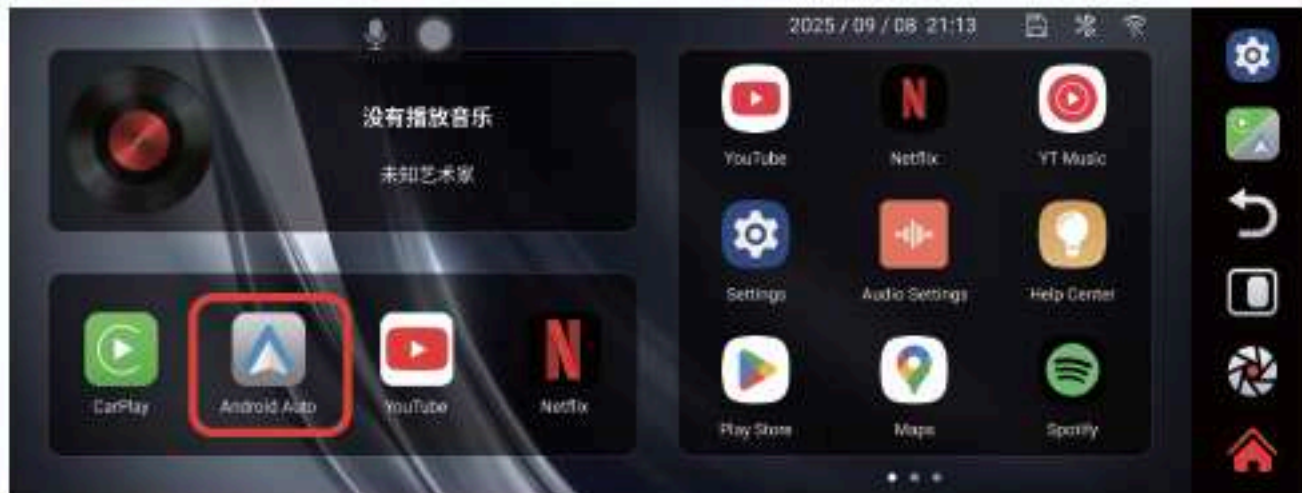 2025 / 09 / 08 21:13
没有播放音乐
未知艺术家
YouTube Netflix YT Music
Settings Audio Settings Help Center
CarPlay Android Auto YouTube Netflix
Play Store Maps Spotify